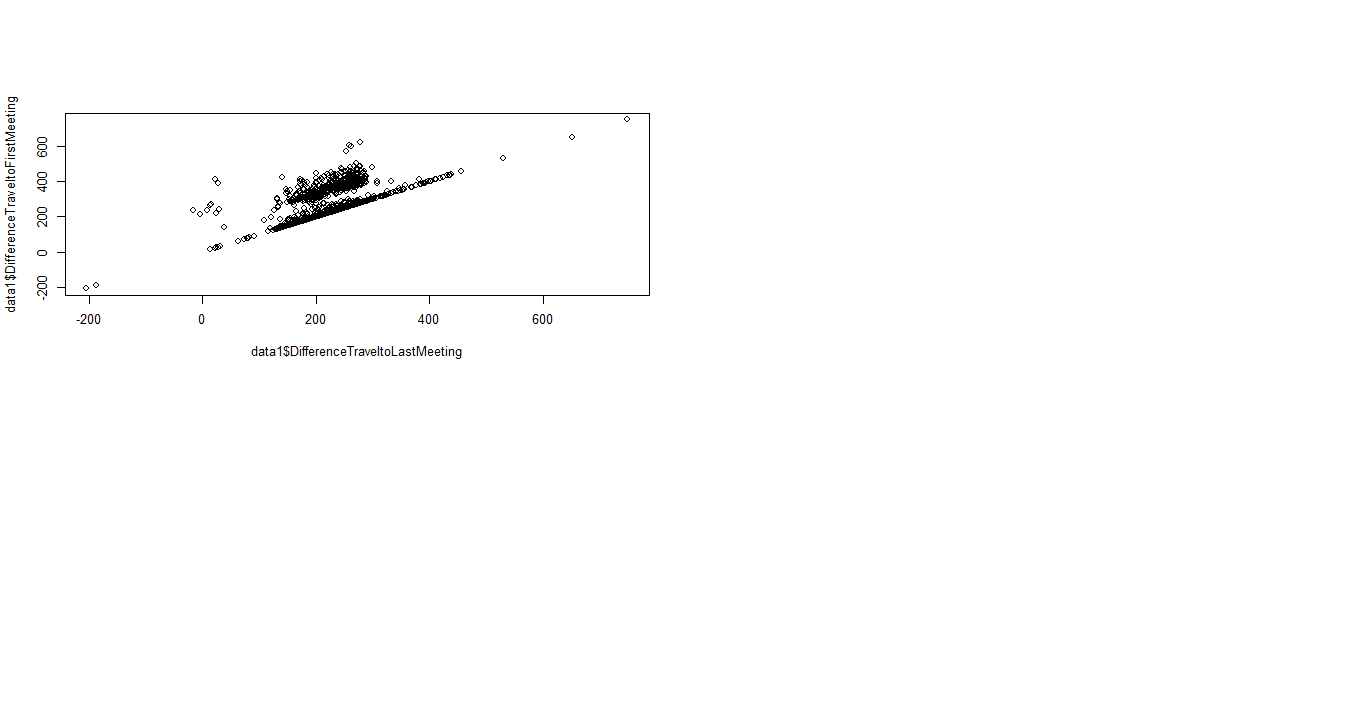 data1$DifferenceTraveltoFirstMeeting
600
400
200
0
-200
-200 0 200 400 600
data1$DifferenceTraveltoLastMeeting